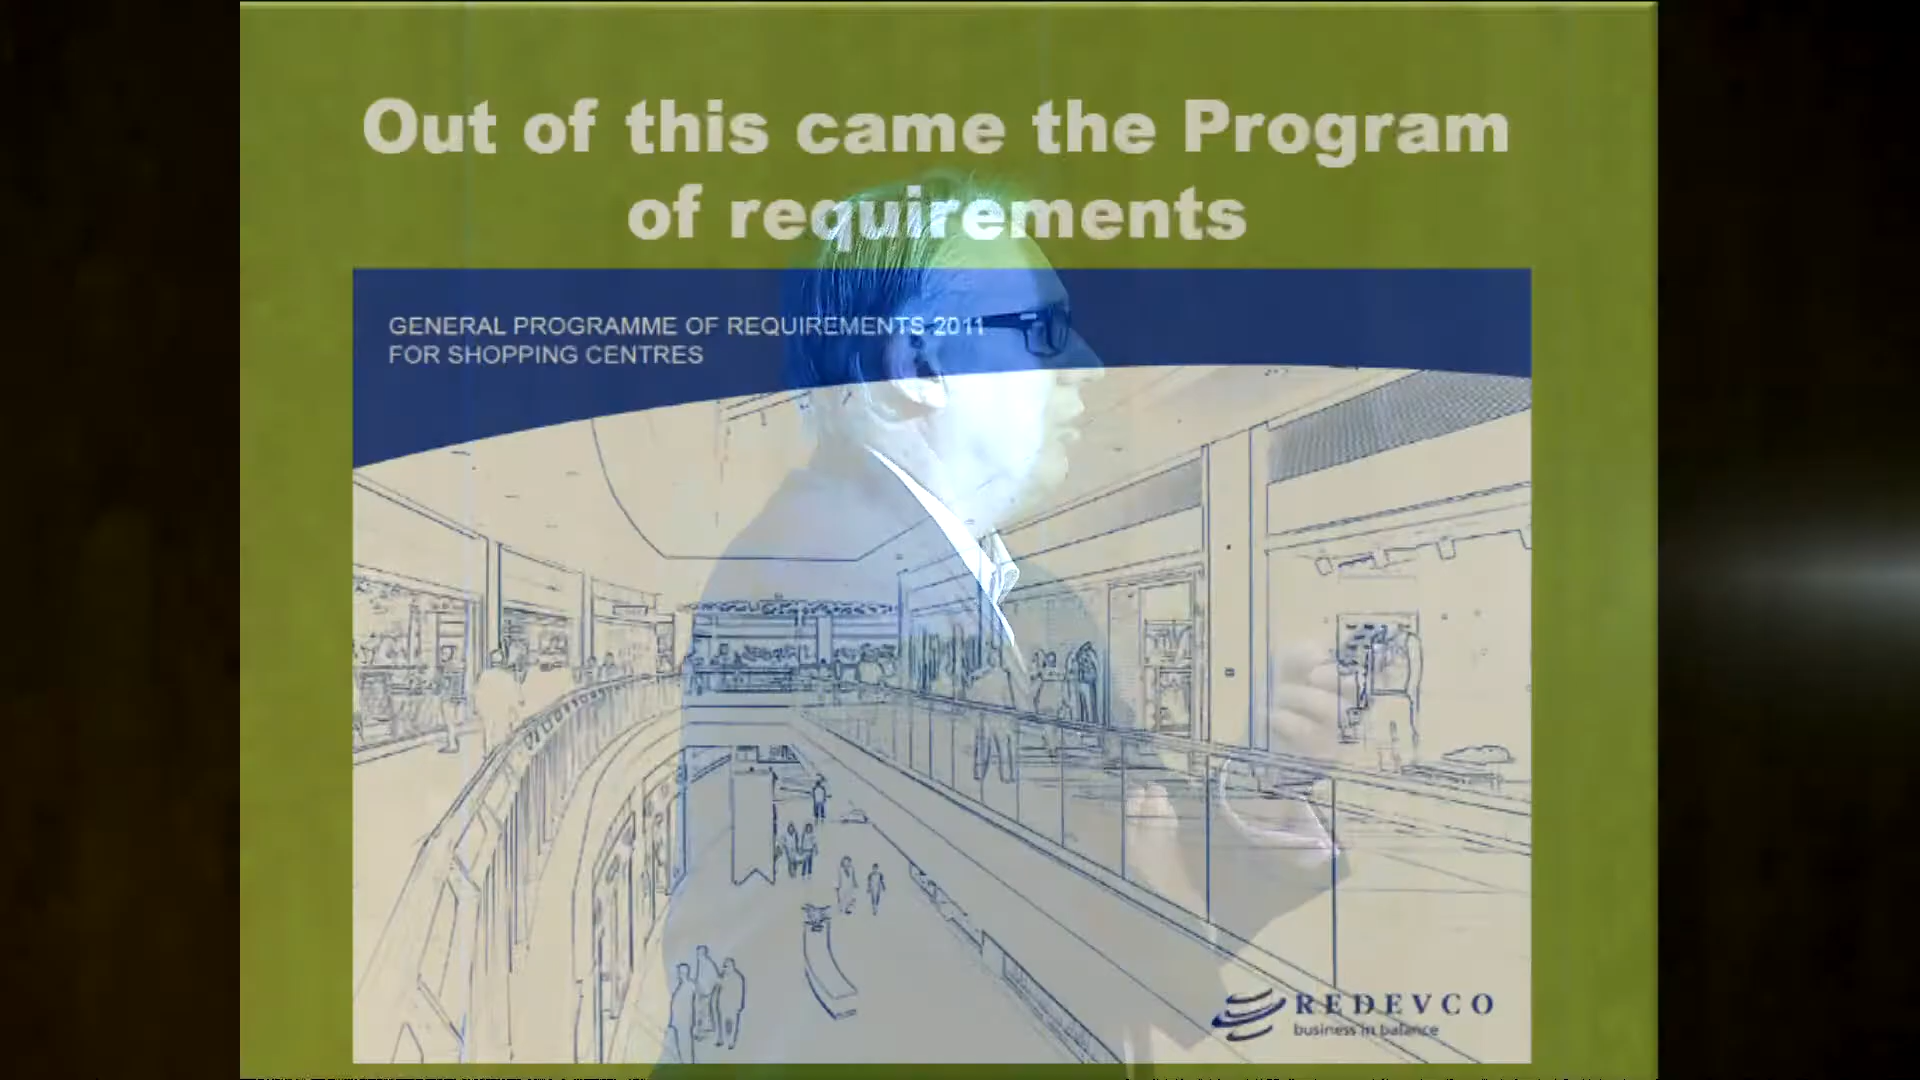 Out of this came the Program
of requirements
GENERAL PROGRAMME OF REQUIREMENTS 2011
FOR SHOPPING CENTRES
REDEVCO
business in balance